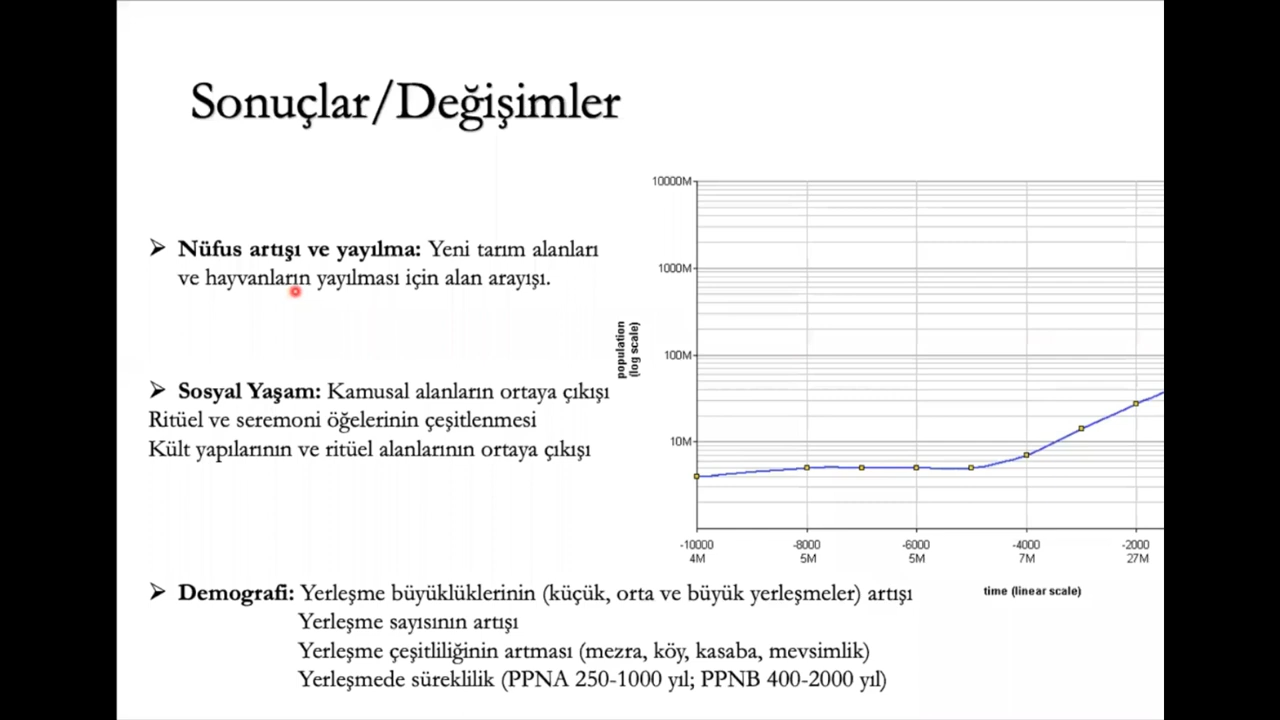 Sonuçlar/Değişimler
➢ Nüfus artışı ve yayılma: Yeni tarım alanları
ve hayvanların yayılması için alan arayışı.
➢ Sosyal Yaşam: Kamusal alanların ortaya çıkışı
Ritüel ve seremoni öğelerinin çeşitlenmesi
Kült yapılarının ve ritüel alanlarının ortaya çıkışı
10000M
1000M
100M
10M
population
(log scale)
-10000 -8000 -6000 -4000 -2000
4M 5M 5M 7M 27M
time (linear scale)
➢ Demografi: Yerleşme büyüklüklerinin (küçük, orta ve büyük yerleşmeler) artışı
Yerleşme sayısının artışı
Yerleşme çeşitliliğinin artması (mezra, köy, kasaba, mevsimlik)
Yerleşmede süreklilik (PPNA 250-1000 yıl; PPNB 400-2000 yıl)